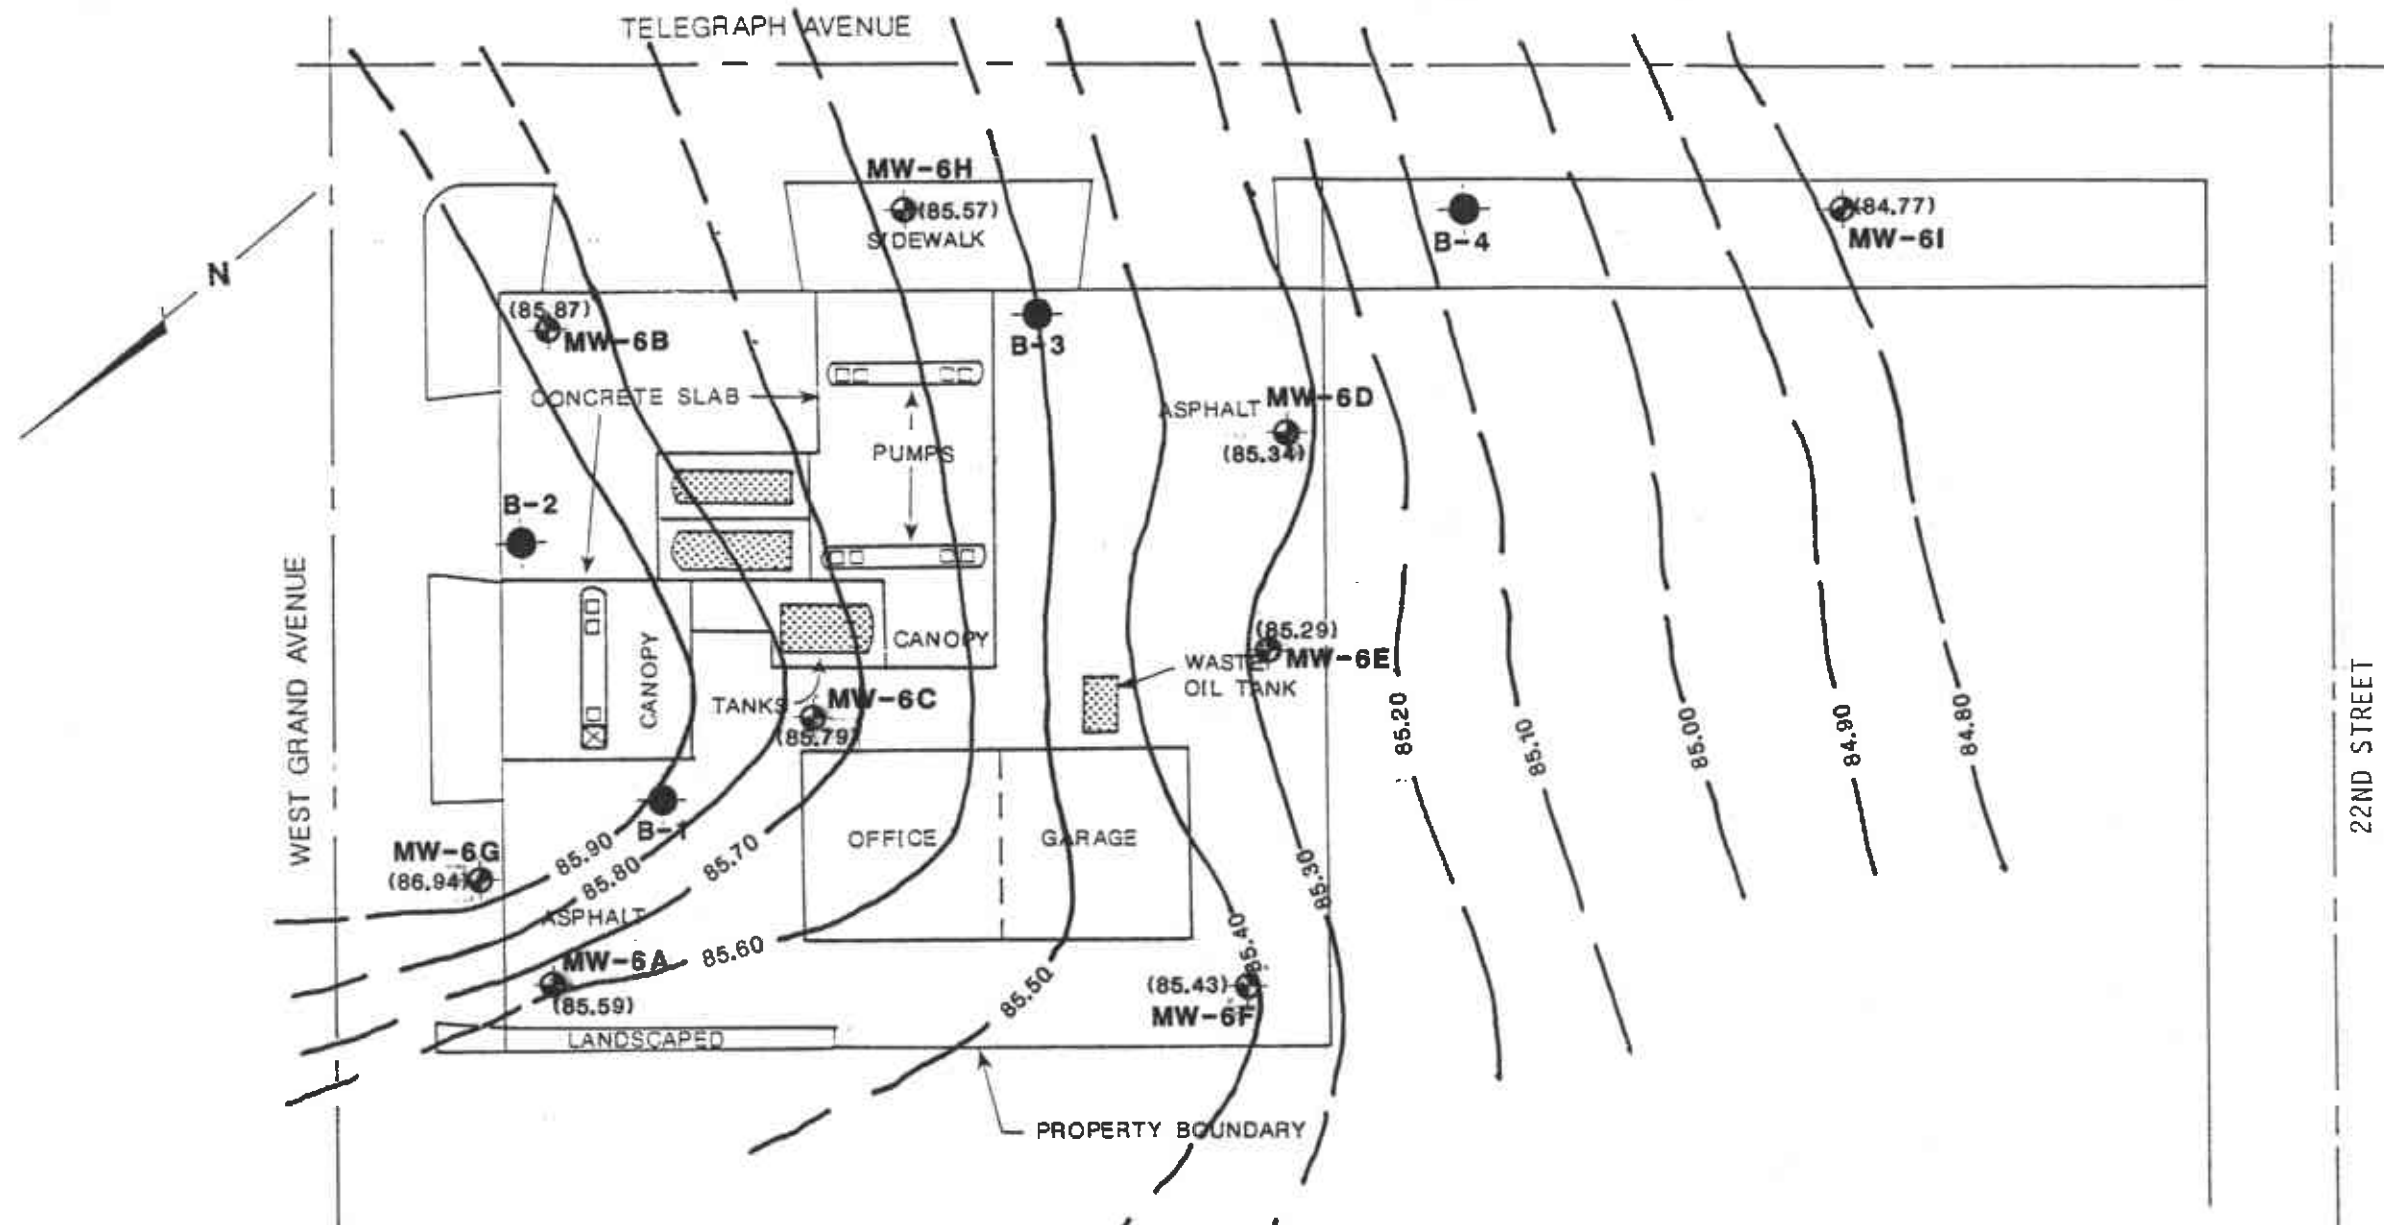 TELEGRAPH AVENUE
MW-6H
(85.57)
SIDEWALK
B-4
(84.77)
MW-6I
N
(85.87)
MW-6B
B-3
CONCRETE SLAB
ASPHALT
MW-6D
(85.34)
PUMPS
B-2
WEST GRAND AVENUE
CANOPY
CANOPY
(85.29)
MW-6E
WASTE
OIL TANK
TANKS
MW-6C
(85.79)
85.20
85.10
85.00
84.90
84.80
22ND STREET
B-1
OFFICE
GARAGE
MW-6G
(86.94)
85.90
85.80
85.70
85.30
ASPHALT
85.40
MW-6A
85.60
(85.59)
85.50
(85.43)
MW-6F
LANDSCAPED
PROPERTY BOUNDARY